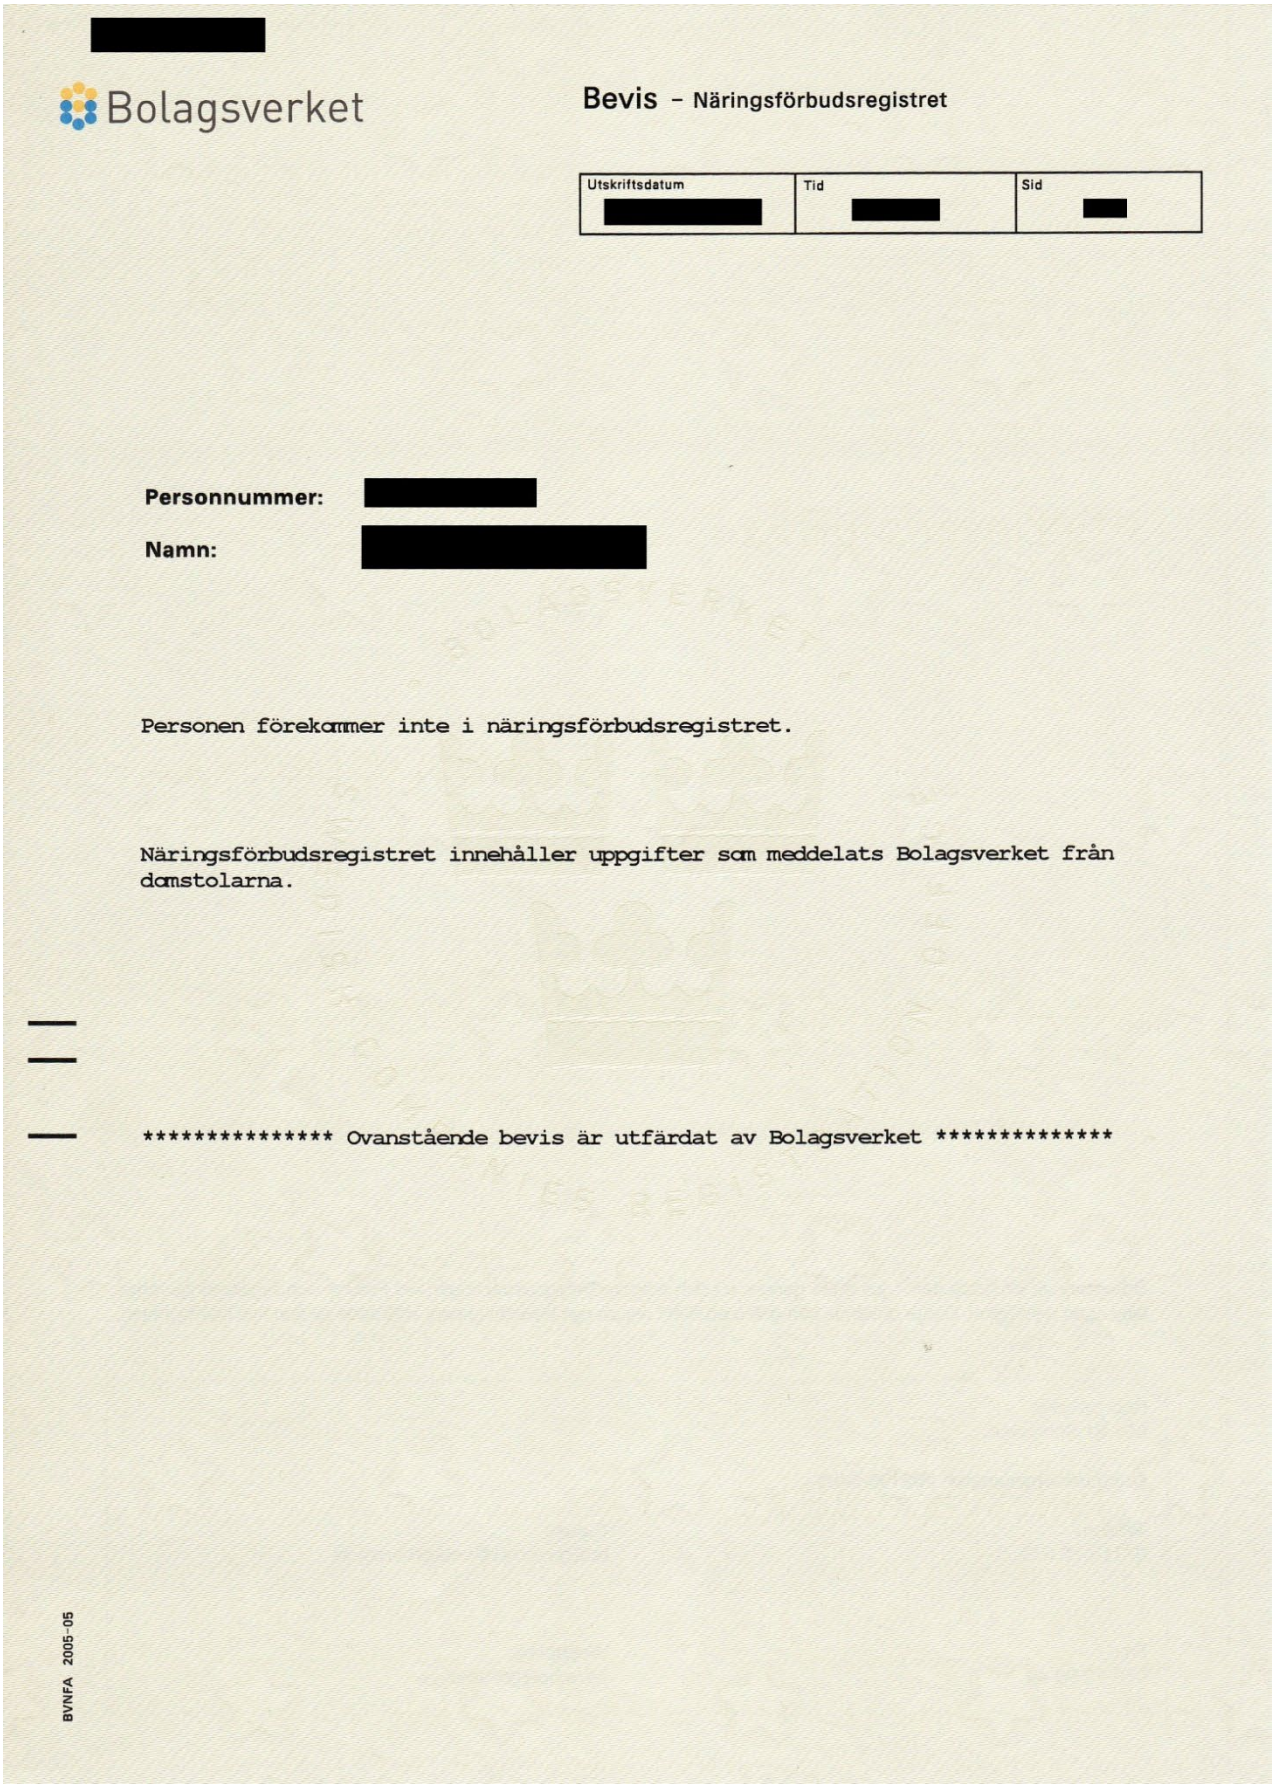 Bolagsverket
Bevis – Näringsförbudsregistret
Utskriftsdatum Tid Sid
Personnummer:
Namn:
BOLAGSVERKET
Personen förekommer inte i näringsförbudsregistret.
Näringsförbudsregistret innehåller uppgifter som meddelats Bolagsverket från
domstolarna.
*************** Ovanstående bevis är utfärdat av Bolagsverket **************
BVNFA 2005-05